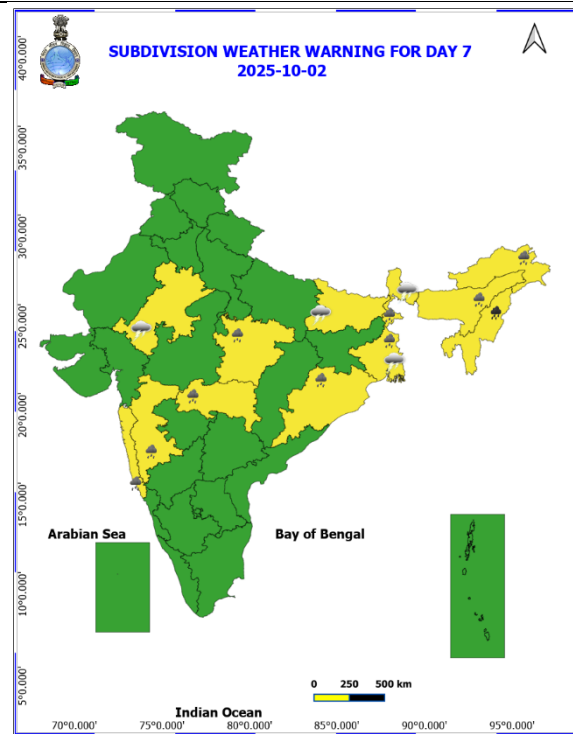 SUBDIVISION WEATHER WARNING FOR DAY 7
2025-10-02
40°0.000'
35°0.000'
30°0.000'
25°0.000'
20°0.000'
15°0.000'
10°0.000'
5°0.000'
Arabian Sea
Bay of Bengal
0 250 500 km
Indian Ocean
70°0.000' 75°0.000' 80°0.000' 85°0.000' 90°0.000' 95°0.000'